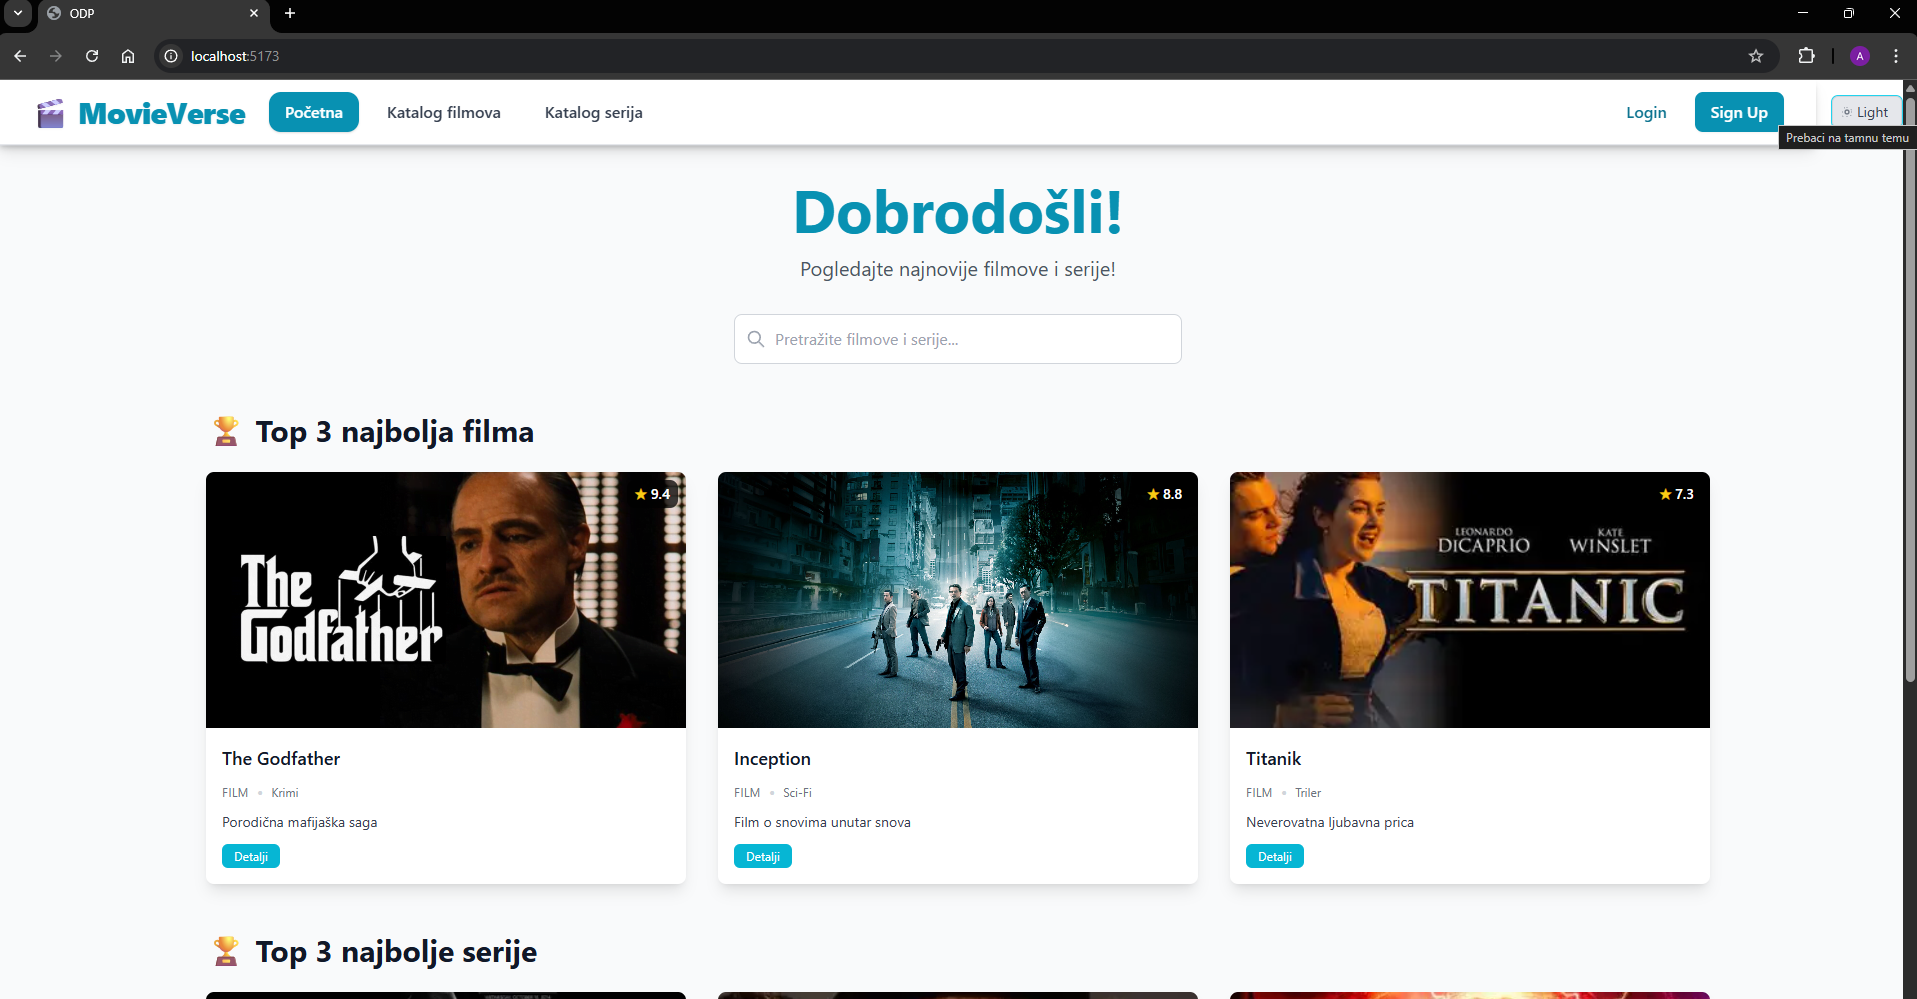 ODP
localhost:5173
A
MovieVerse
Početna
Katalog filmova
Katalog serija
Login
Sign Up
Light
Prebaci na tamnu temu
Dobrodošli!
Pogledajte najnovije filmove i serije!
Pretražite filmove i serije...
Top 3 najbolja filma
9.4
The
Godfather
8.8
7.3
LEONARDO
DiCAPRIO
KATE
WINSLET
TITANIC
The Godfather
FILM • Krimi
Porodična mafijaška saga
Detalji
Inception
FILM • Sci-Fi
Film o snovima unutar snova
Detalji
Titanik
FILM • Triler
Neverovatna ljubavna prica
Detalji
Top 3 najbolje serije